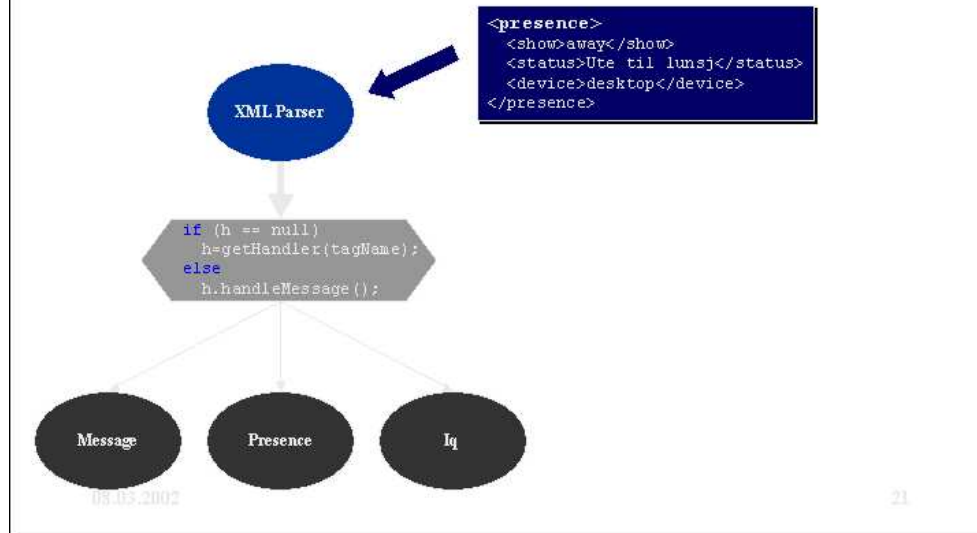 <presence>
<show>away</show>
<status>Ute til lunsj</status>
<device>desktop</device>
</presence>
XML Parser
if (h == null)
h=getHandler(tagName);
else
h.handleMessage();
Message
Presence
Iq
08.03.2002
21